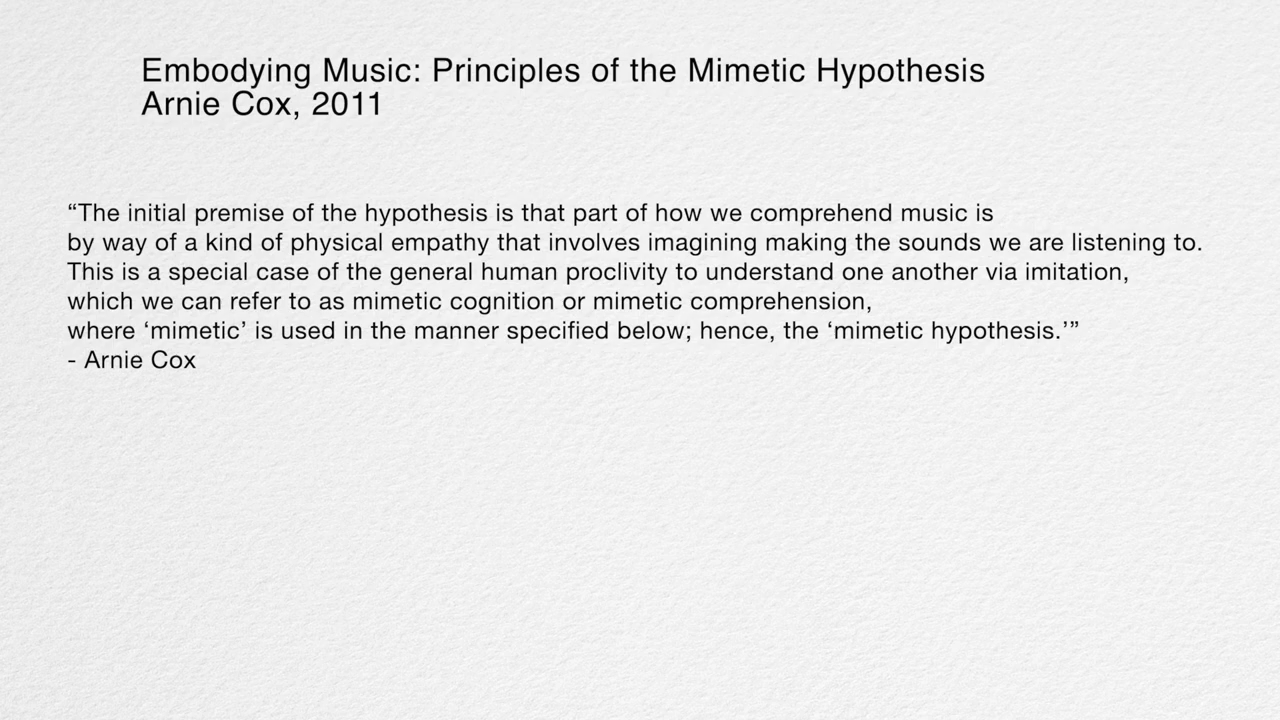 Embodying Music: Principles of the Mimetic Hypothesis
Arnie Cox, 2011
“The initial premise of the hypothesis is that part of how we comprehend music is
by way of a kind of physical empathy that involves imagining making the sounds we are listening to.
This is a special case of the general human proclivity to understand one another via imitation,
which we can refer to as mimetic cognition or mimetic comprehension,
where ‘mimetic’ is used in the manner specified below; hence, the ‘mimetic hypothesis.’”
- Arnie Cox